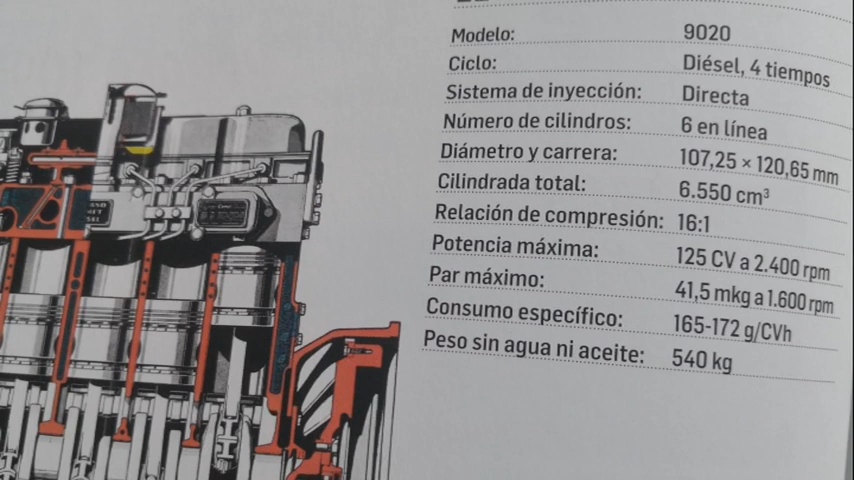 Modelo: 9020
Ciclo: Diésel, 4 tiempos
Sistema de inyección: Directa
Número de cilindros: 6 en línea
Diámetro y carrera: 107,25 × 120,65 mm
Cilindrada total: 6.550 cm³
Relación de compresión: 16:1
Potencia máxima: 125 CV a 2.400 rpm
Par máximo: 41,5 mkg a 1.600 rpm
Consumo específico: 165-172 g/CVh
Peso sin agua ni aceite: 540 kg